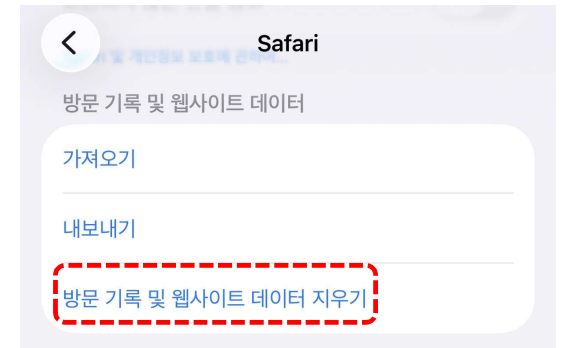 Safari
방문 기록 및 웹사이트 데이터
가져오기
내보내기
방문 기록 및 웹사이트 데이터 지우기